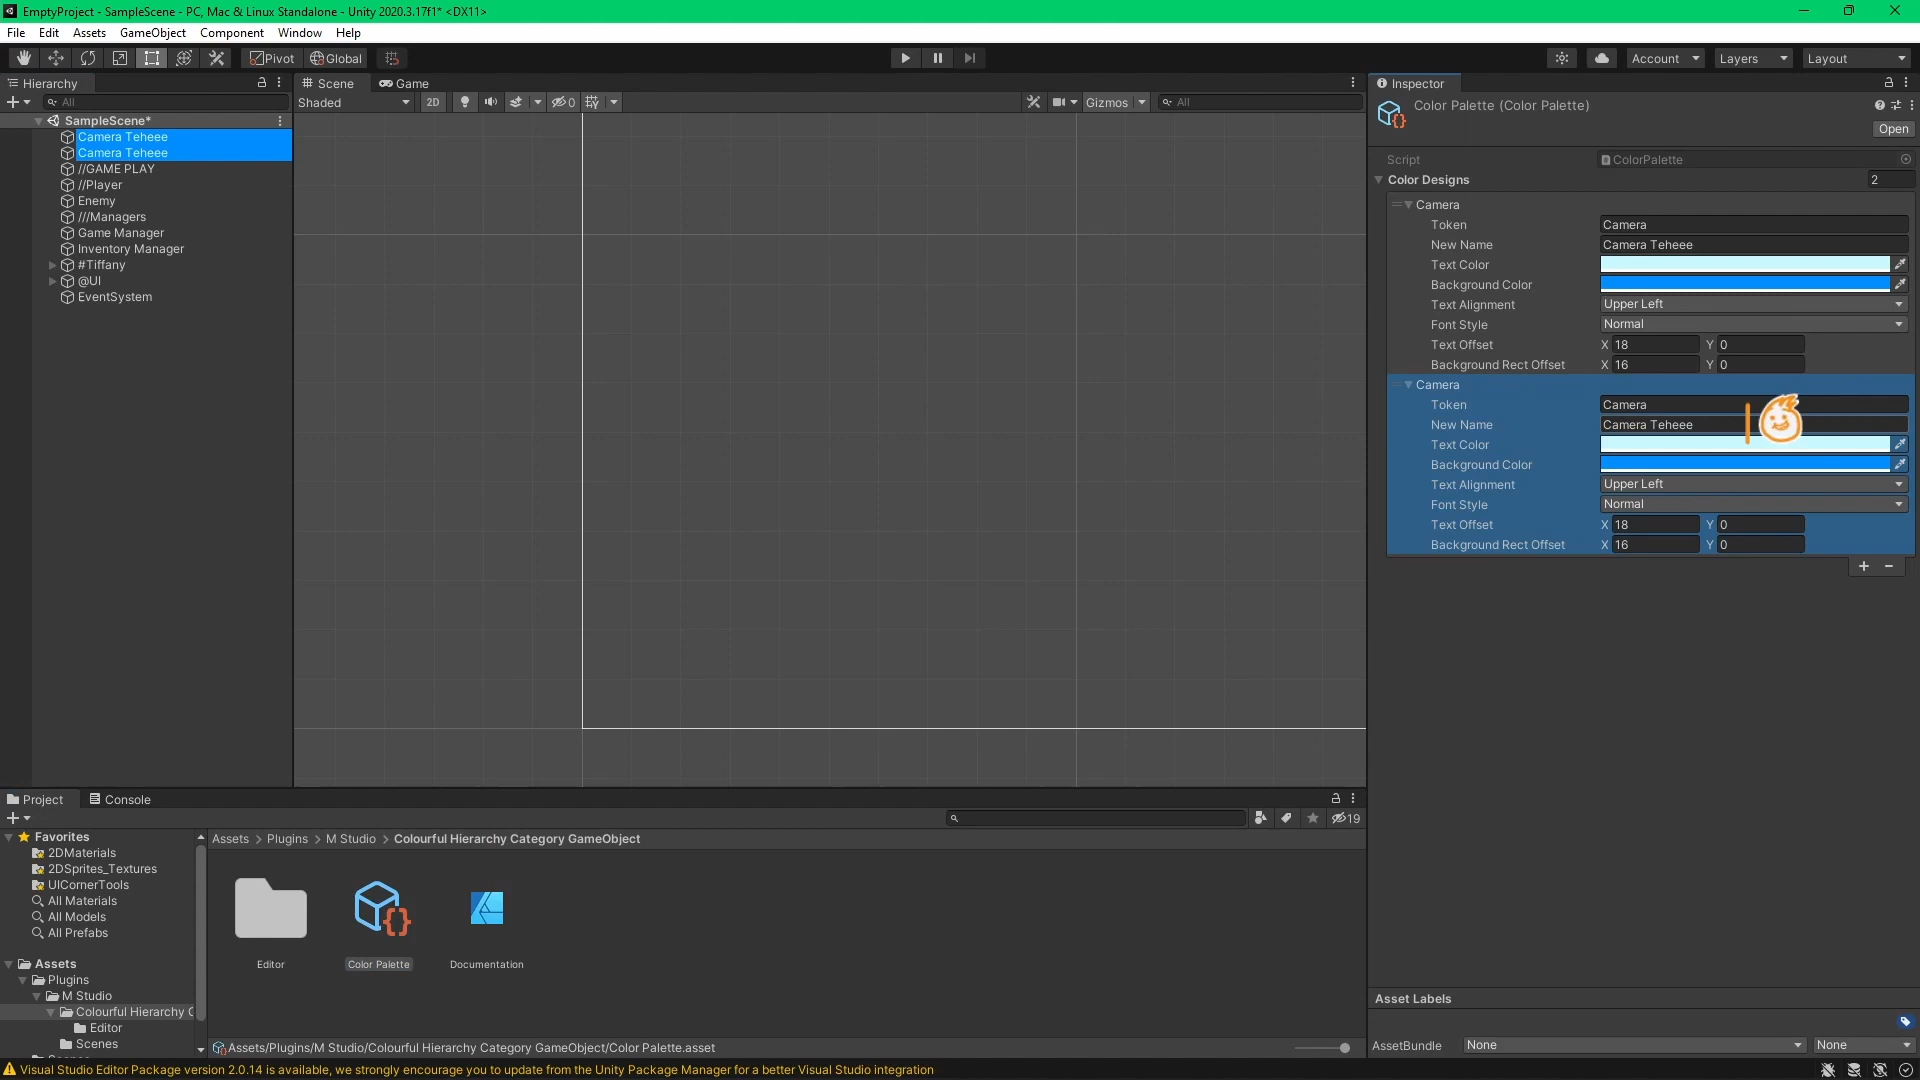 EmptyProject - SampleScene - PC, Mac & Linux Standalone - Unity 2020.3.17f1* <DX11>
File Edit Assets GameObject Component Window Help
Pivot Global Account Layers Layout
Hierarchy
All
SampleScene*
Camera Teheee
Camera Teheee
//GAME PLAY
//Player
Enemy
///Managers
Game Manager
Inventory Manager
#Tiffany
@UI
EventSystem
Scene Game
Shaded 2D 0 Gizmos All
Inspector
Color Palette (Color Palette)
Open
Script ColorPalette
Color Designs 2
Camera
Token Camera
New Name Camera Teheee
Text Color
Background Color
Text Alignment Upper Left
Font Style Normal
Text Offset X 18 Y 0
Background Rect Offset X 16 Y 0
Camera
Token Camera
New Name Camera Teheee
Text Color
Background Color
Text Alignment Upper Left
Font Style Normal
Text Offset X 18 Y 0
Background Rect Offset X 16 Y 0
Project Console
19
Favorites
2DMaterials
2DSprites_Textures
UICornerTools
All Materials
All Models
All Prefabs
Assets
Plugins
M Studio
Colourful Hierarchy C
Editor
Scenes
Assets > Plugins > M Studio > Colourful Hierarchy Category GameObject
Editor
Color Palette
Documentation
Assets/Plugins/M Studio/Colourful Hierarchy Category GameObject/Color Palette.asset
Asset Labels
AssetBundle None None
Visual Studio Editor Package version 2.0.14 is available, we strongly encourage you to update from the Unity Package Manager for a better Visual Studio integration